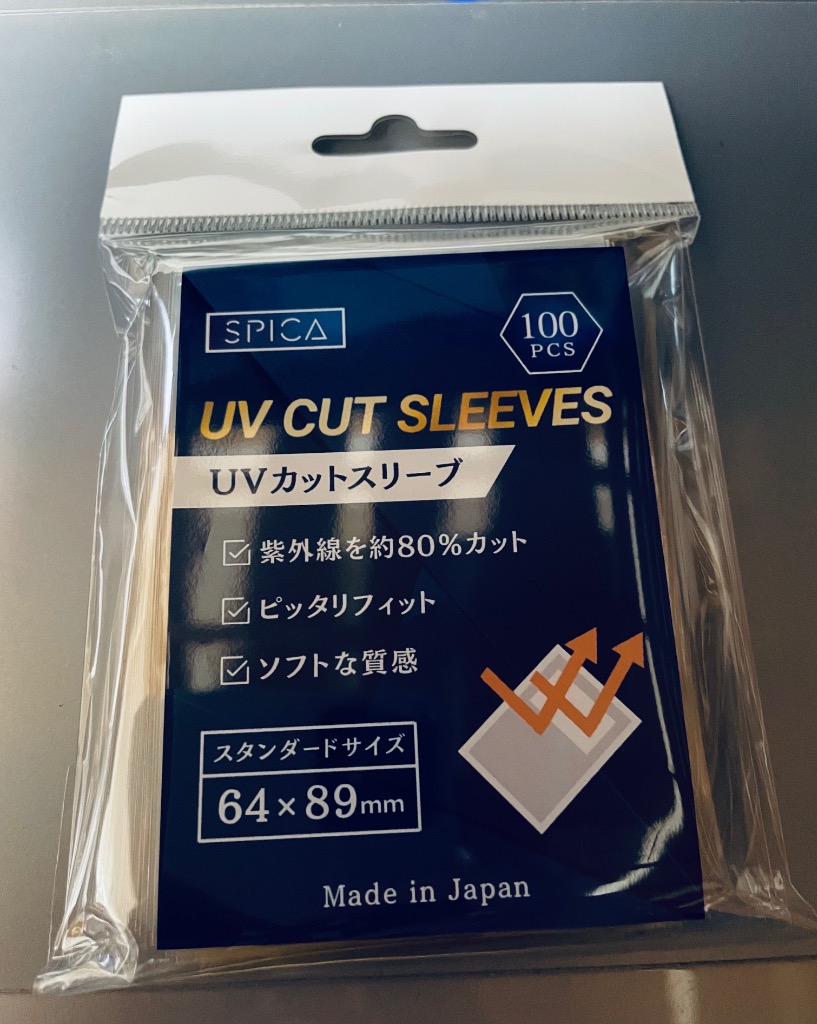 SPICA
100
PCS
UV CUT SLEEVES
UVカットスリーブ
紫外線を約80%カット
ピッタリフィット
ソフトな質感
スタンダードサイズ
64×89mm
Made in Japan